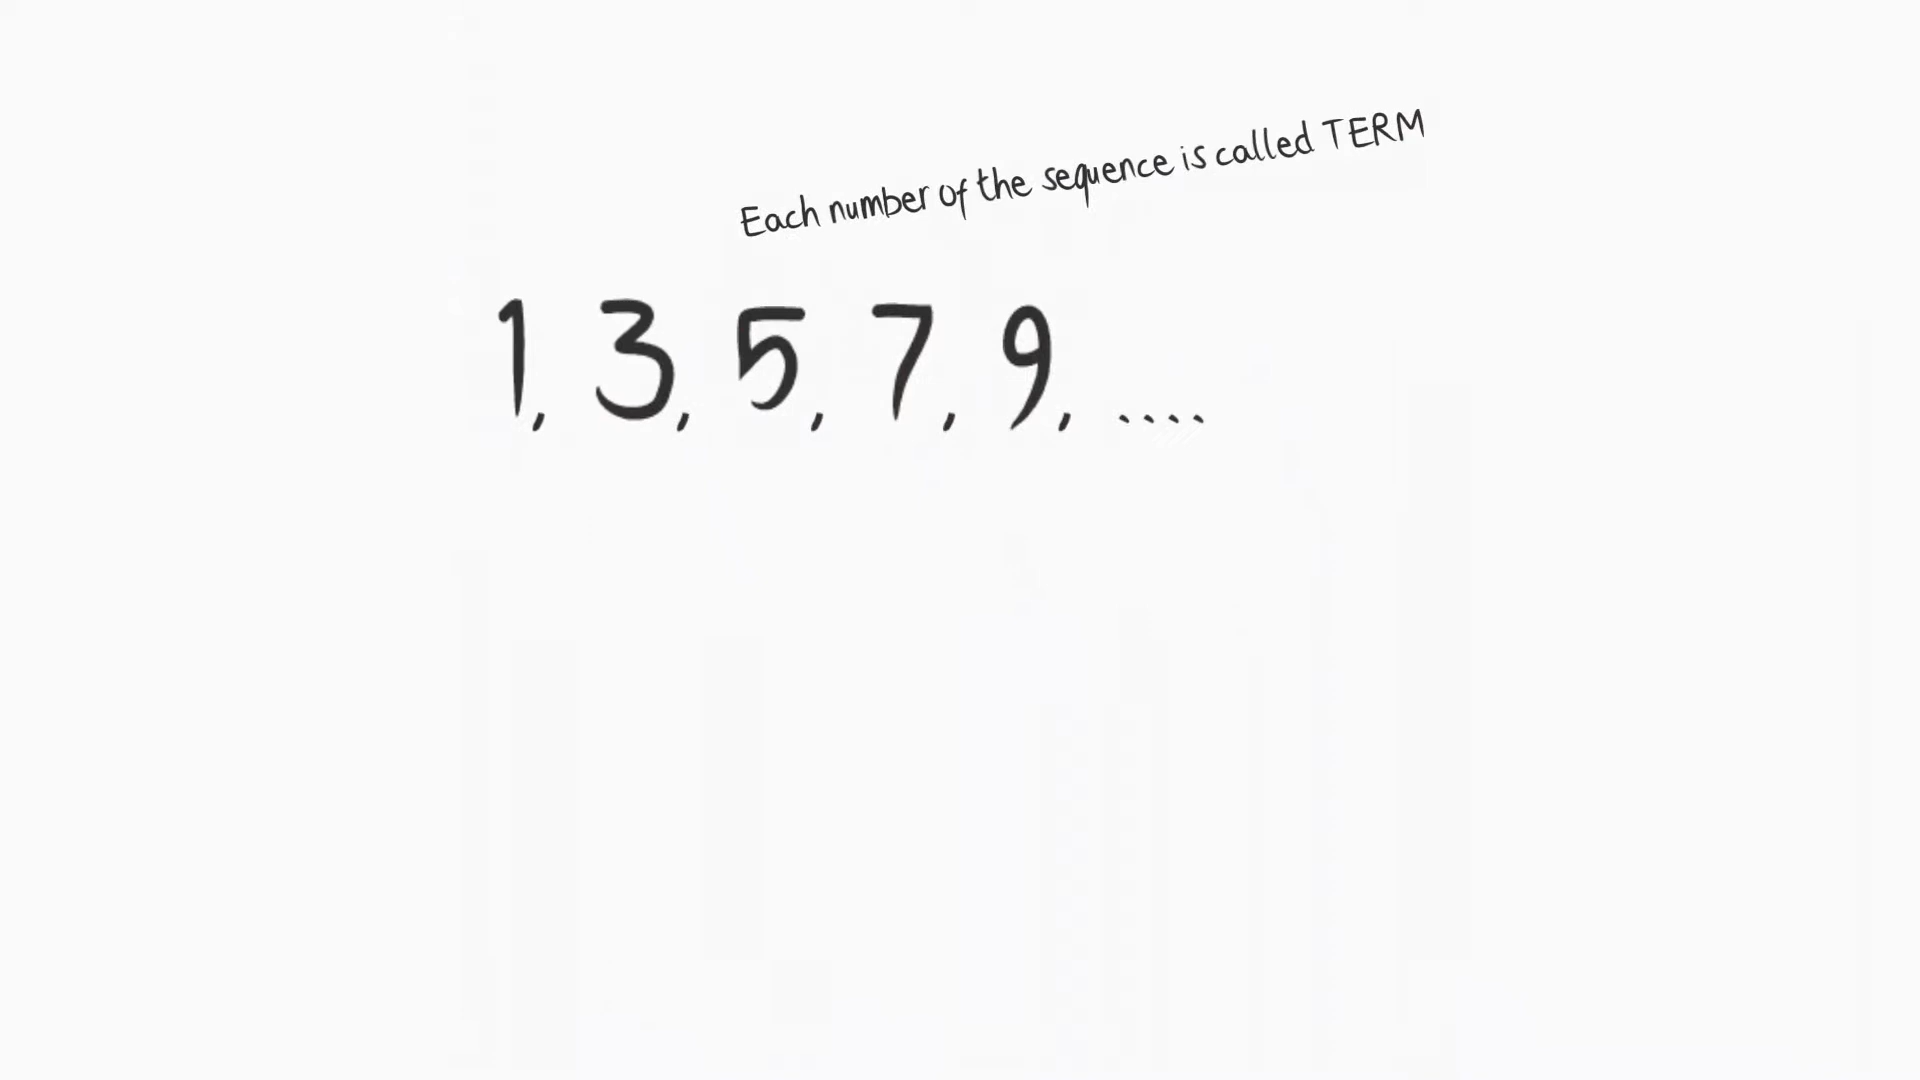 Each number of the sequence is called TERM
1, 3, 5, 7, 9, ....